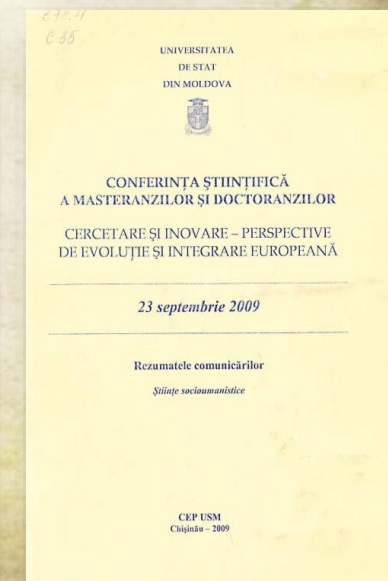 C 35
UNIVERSITATEA
DE STAT
DIN MOLDOVA
CONFERINȚA ȘTIINȚIFICĂ
A MASTERANZILOR ȘI DOCTORANZILOR
CERCETARE ȘI INOVARE – PERSPECTIVE
DE EVOLUȚIE ȘI INTEGRARE EUROPEANĂ
23 septembrie 2009
Rezumatele comunicărilor
Științe socioumanistice
CEP USM
Chișinău – 2009